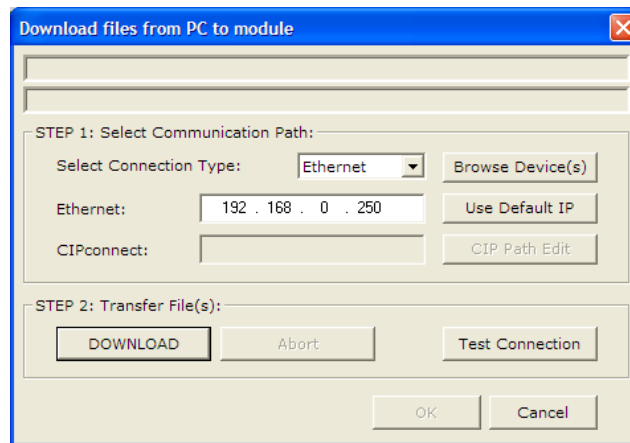 Download files from PC to module
STEP 1: Select Communication Path:
Select Connection Type: Ethernet Browse Device(s)
Ethernet: 192 . 168 . 0 . 250 Use Default IP
CIPconnect: CIP Path Edit
STEP 2: Transfer File(s):
DOWNLOAD Abort Test Connection
OK Cancel